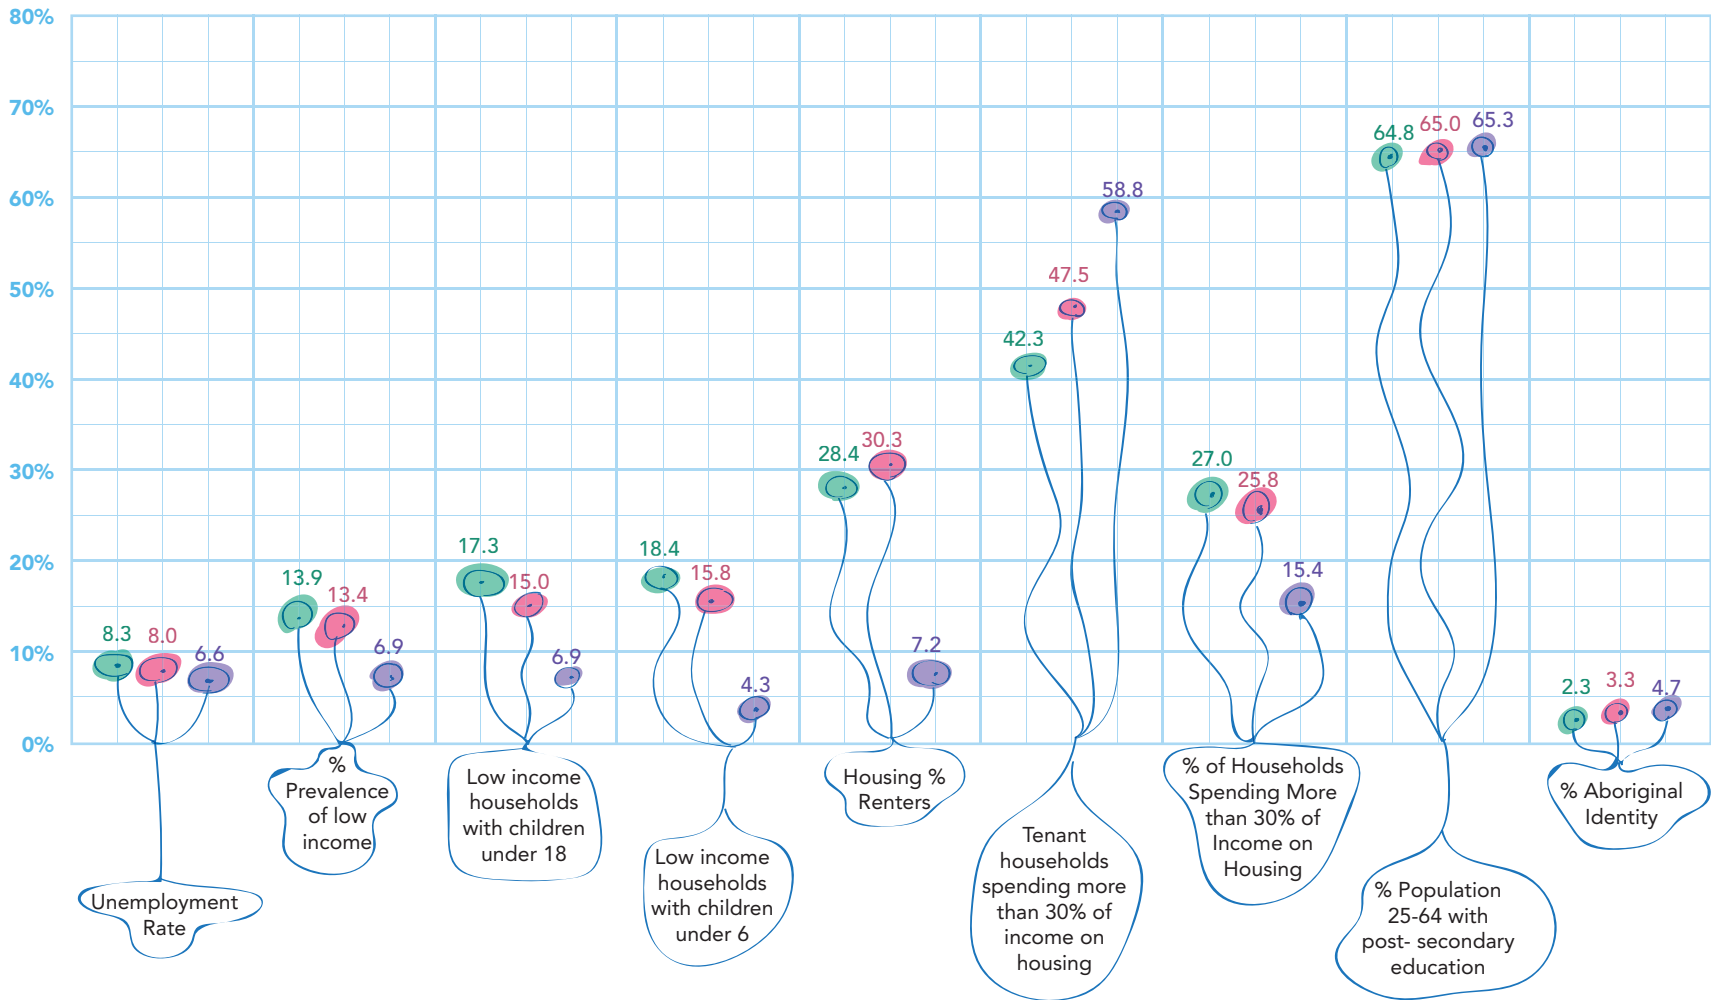 80%
70%
60%
50%
40%
30%
20%
10%
0%
8.3
8.0
6.6
13.9
13.4
6.9
17.3
15.0
6.9
18.4
15.8
4.3
28.4
30.3
7.2
42.3
47.5
58.8
27.0
25.8
15.4
64.8
65.0
65.3
2.3
3.3
4.7
Unemployment
Rate
%
Prevalence
of low
income
Low income
households
with children
under 18
Low income
households
with children
under 6
Housing %
Renters
Tenant
households
spending more
than 30% of
income on
housing
% of Households
Spending More
than 30% of
Income on
Housing
% Population
25-64 with
post- secondary
education
% Aboriginal
Identity